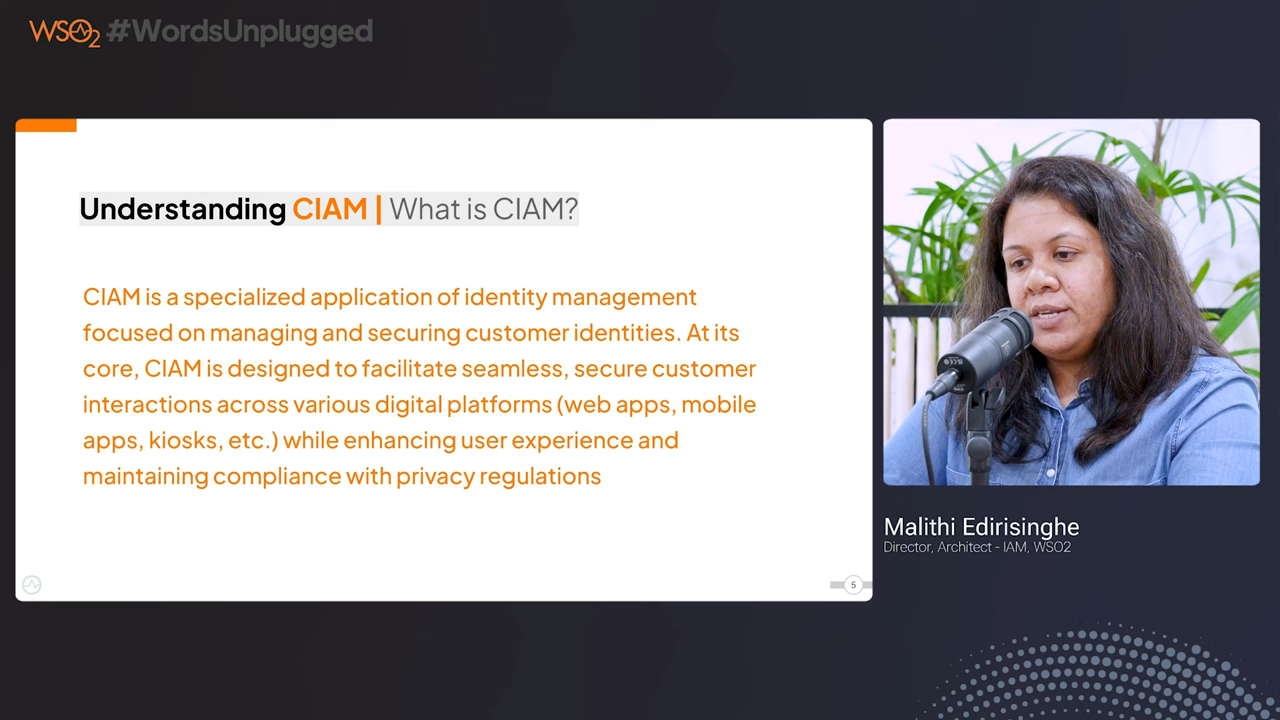 WSO2 #WordsUnplugged
Understanding CIAM | What is CIAM?
CIAM is a specialized application of identity management
focused on managing and securing customer identities. At its
core, CIAM is designed to facilitate seamless, secure customer
interactions across various digital platforms (web apps, mobile
apps, kiosks, etc.) while enhancing user experience and
maintaining compliance with privacy regulations
5
Malithi Edirisinghe
Director, Architect - IAM, WSO2